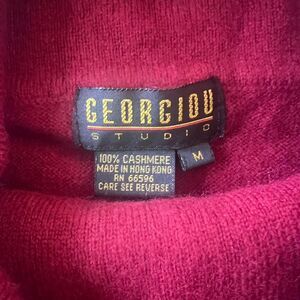 GEORGIOU
STUDIO
100% CASHMERE
MADE IN HONG KONG
RN 66596
CARE SEE REVERSE
M